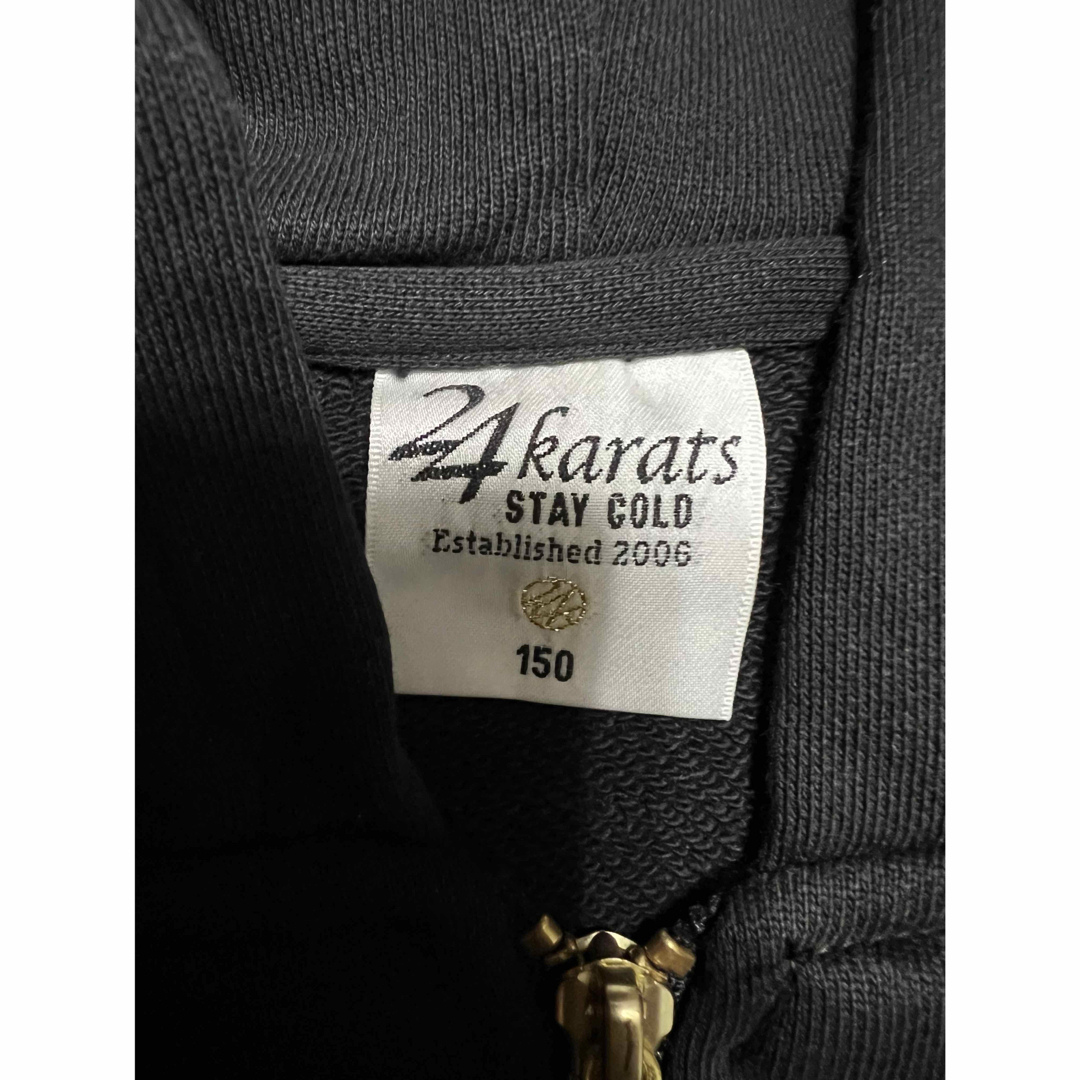 24karats
STAY GOLD
Established 2006
150